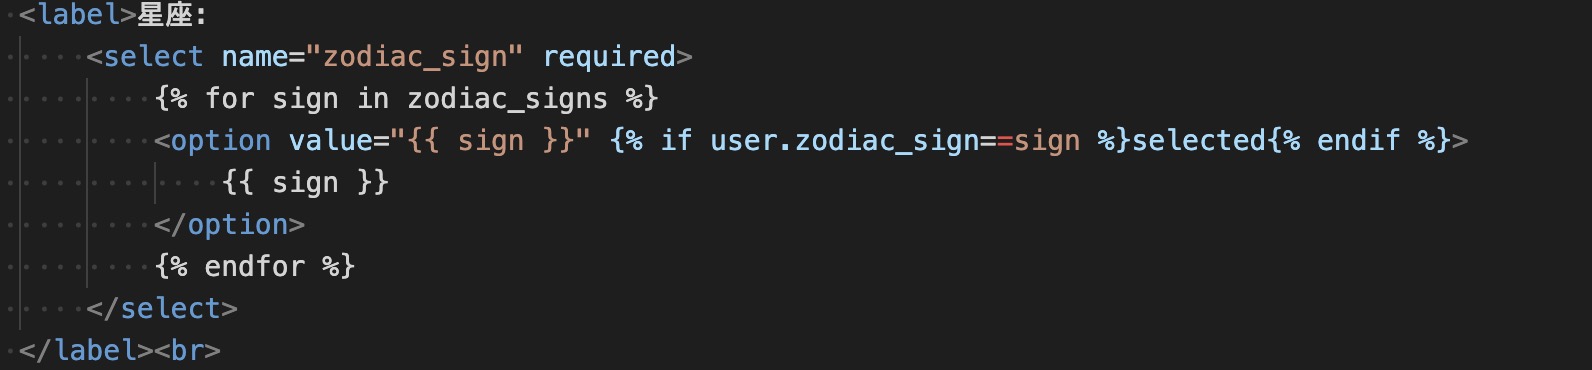 <label>星座:
<select name="zodiac_sign" required>
{% for sign in zodiac_signs %}
<option value="{{ sign }}" {% if user.zodiac_sign==sign %}selected{% endif %}>
{{ sign }}
</option>
{% endfor %}
</select>
</label><br>